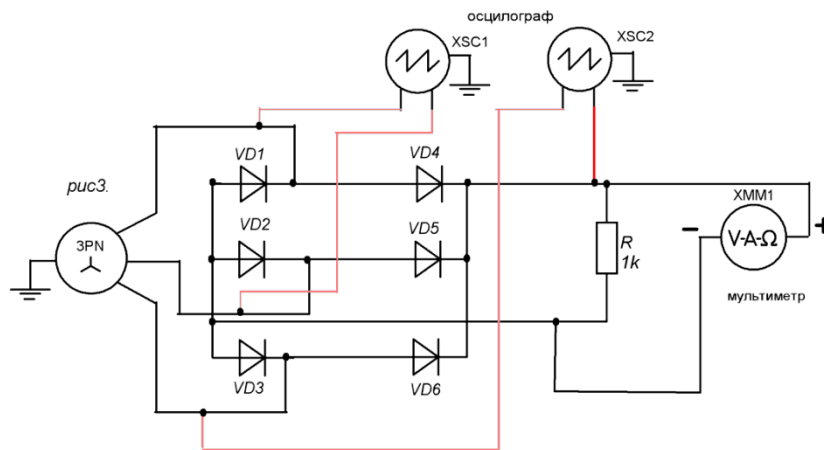 осцилограф
XSC1
XSC2
VD1
VD4
рис3.
XMM1
VD2
VD5
3PN
R
1k
-
V-A-Ω
+
мультиметр
VD3
VD6